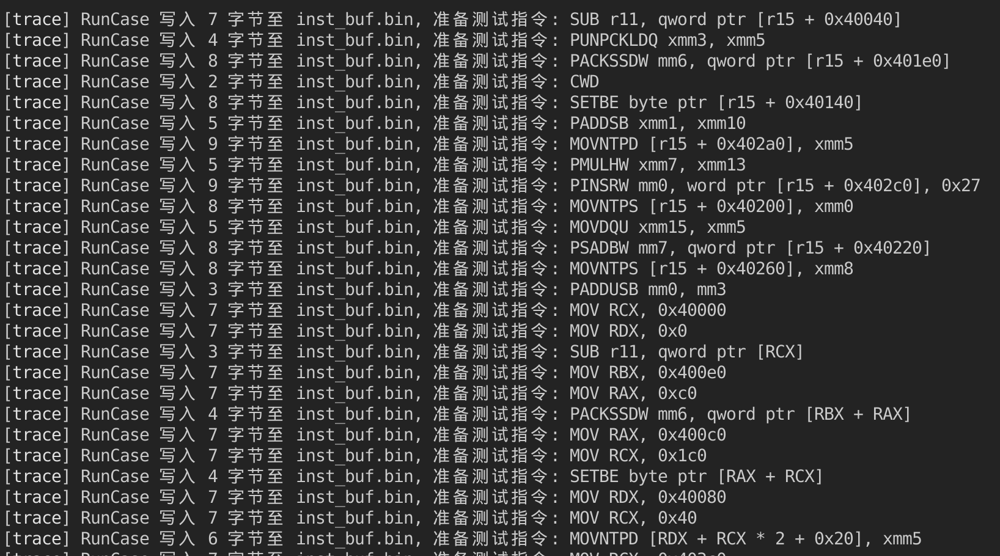 [trace] RunCase 写入 7 字节至 inst_buf.bin, 准备测试指令: SUB r11, qword ptr [r15 + 0x40040]
[trace] RunCase 写入 4 字节至 inst_buf.bin, 准备测试指令: PUNPCKLDQ xmm3, xmm5
[trace] RunCase 写入 8 字节至 inst_buf.bin, 准备测试指令: PACKSSDW mm6, qword ptr [r15 + 0x401e0]
[trace] RunCase 写入 2 字节至 inst_buf.bin, 准备测试指令: CWD
[trace] RunCase 写入 8 字节至 inst_buf.bin, 准备测试指令: SETBE byte ptr [r15 + 0x40140]
[trace] RunCase 写入 5 字节至 inst_buf.bin, 准备测试指令: PADDSB xmm1, xmm10
[trace] RunCase 写入 9 字节至 inst_buf.bin, 准备测试指令: MOVNTPD [r15 + 0x402a0], xmm5
[trace] RunCase 写入 5 字节至 inst_buf.bin, 准备测试指令: PMULHW xmm7, xmm13
[trace] RunCase 写入 9 字节至 inst_buf.bin, 准备测试指令: PINSRW mm0, word ptr [r15 + 0x402c0], 0x27
[trace] RunCase 写入 8 字节至 inst_buf.bin, 准备测试指令: MOVNTPS [r15 + 0x40200], xmm0
[trace] RunCase 写入 5 字节至 inst_buf.bin, 准备测试指令: MOVDQU xmm15, xmm5
[trace] RunCase 写入 8 字节至 inst_buf.bin, 准备测试指令: PSADBW mm7, qword ptr [r15 + 0x40220]
[trace] RunCase 写入 8 字节至 inst_buf.bin, 准备测试指令: MOVNTPS [r15 + 0x40260], xmm8
[trace] RunCase 写入 3 字节至 inst_buf.bin, 准备测试指令: PADDUSB mm0, mm3
[trace] RunCase 写入 7 字节至 inst_buf.bin, 准备测试指令: MOV RCX, 0x40000
[trace] RunCase 写入 7 字节至 inst_buf.bin, 准备测试指令: MOV RDX, 0x0
[trace] RunCase 写入 3 字节至 inst_buf.bin, 准备测试指令: SUB r11, qword ptr [RCX]
[trace] RunCase 写入 7 字节至 inst_buf.bin, 准备测试指令: MOV RBX, 0x400e0
[trace] RunCase 写入 7 字节至 inst_buf.bin, 准备测试指令: MOV RAX, 0xc0
[trace] RunCase 写入 4 字节至 inst_buf.bin, 准备测试指令: PACKSSDW mm6, qword ptr [RBX + RAX]
[trace] RunCase 写入 7 字节至 inst_buf.bin, 准备测试指令: MOV RAX, 0x400c0
[trace] RunCase 写入 7 字节至 inst_buf.bin, 准备测试指令: MOV RCX, 0x1c0
[trace] RunCase 写入 4 字节至 inst_buf.bin, 准备测试指令: SETBE byte ptr [RAX + RCX]
[trace] RunCase 写入 7 字节至 inst_buf.bin, 准备测试指令: MOV RDX, 0x40080
[trace] RunCase 写入 7 字节至 inst_buf.bin, 准备测试指令: MOV RCX, 0x40
[trace] RunCase 写入 6 字节至 inst_buf.bin, 准备测试指令: MOVNTPD [RDX + RCX * 2 + 0x20], xmm5